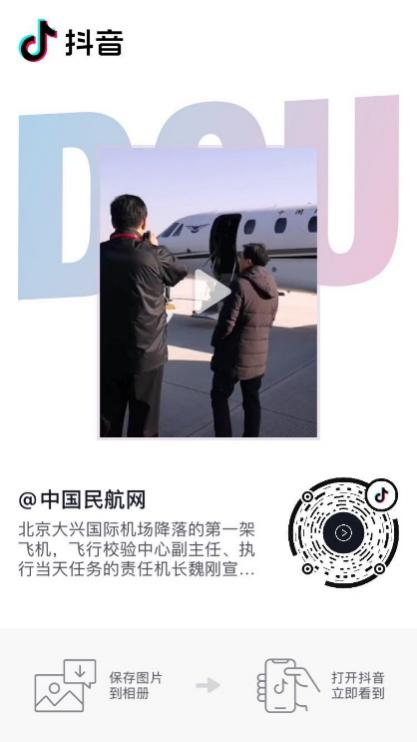 抖音
DOU
@中国民航网
北京大兴国际机场降落的第一架
飞机，飞行校验中心副主任、执
行当天任务的责任机长魏刚宣...
保存图片
到相册
打开抖音
立即看到